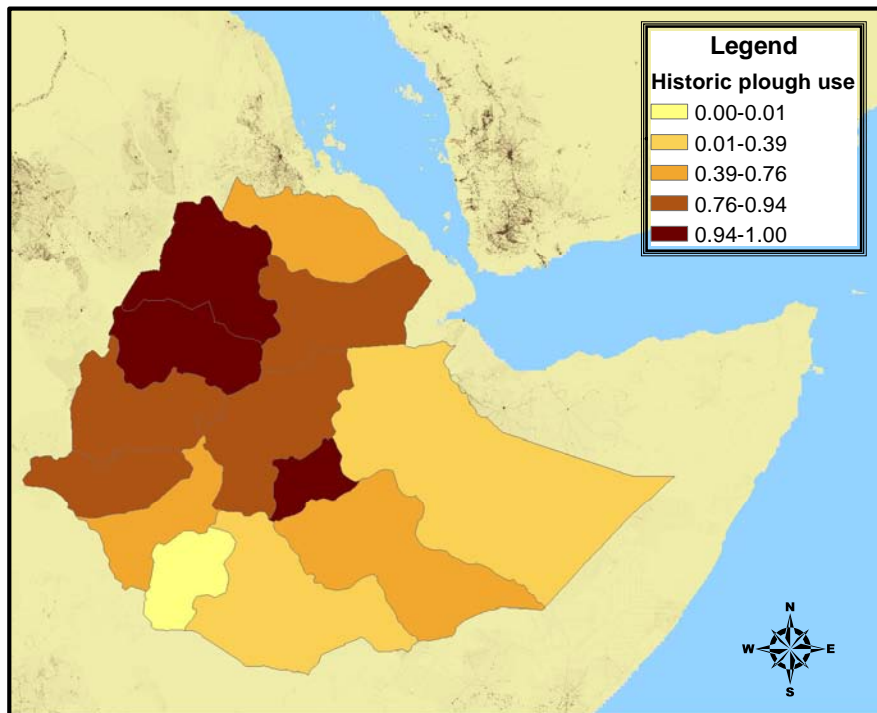 Legend
Historic plough use
0.00-0.01
0.01-0.39
0.39-0.76
0.76-0.94
0.94-1.00
N
W E
S